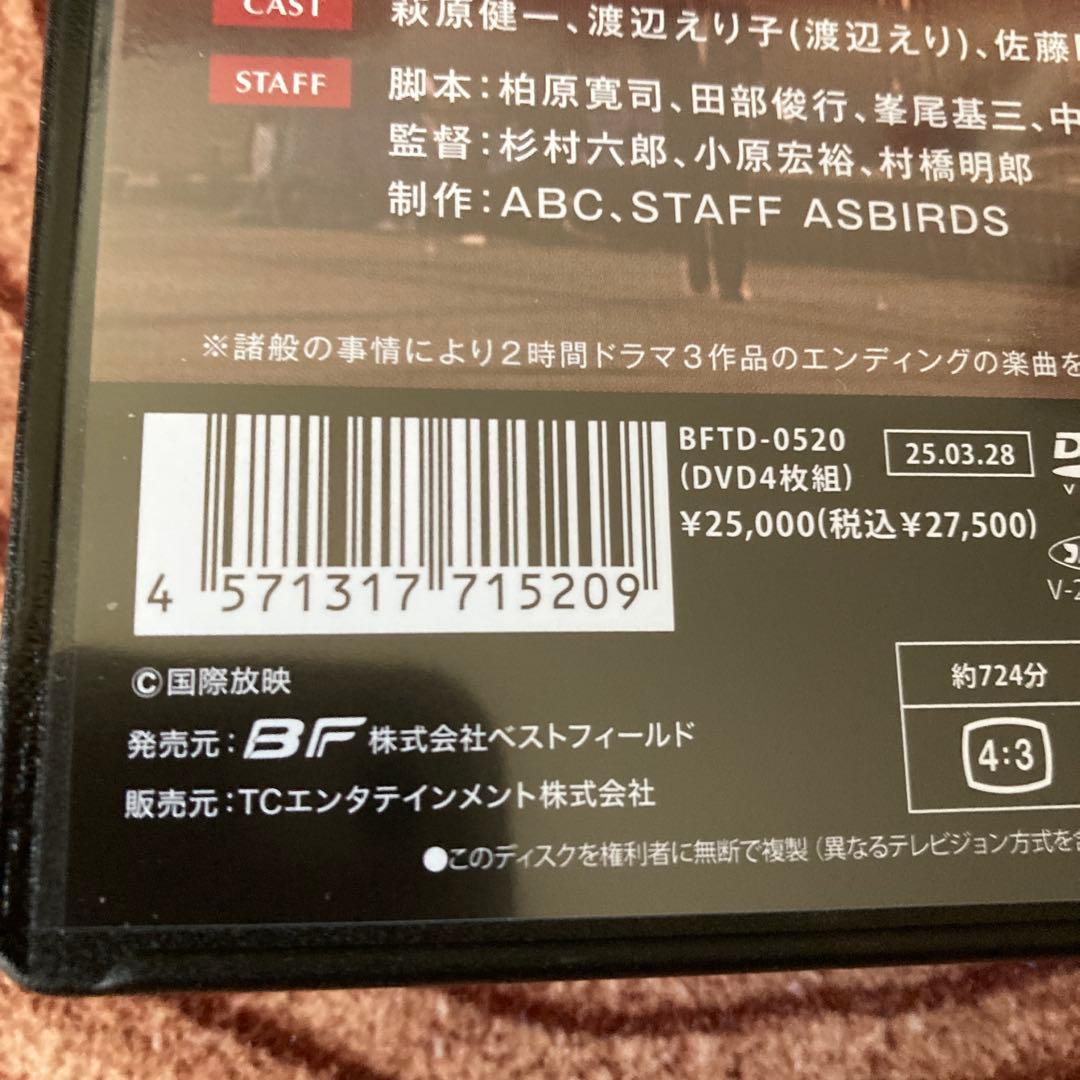 CAST
萩原健一、渡辺えり子(渡辺えり)、佐藤
STAFF
脚本：柏原寛司、田部俊行、峯尾基三、中
監督：杉村六郎、小原宏裕、村橋明郎
制作：ABC、STAFF ASBIRDS
※諸般の事情により2時間ドラマ3作品のエンディングの楽曲を
4 571317 715209
BFTD-0520
25.03.28
(DVD4枚組)
¥25,000(税込¥27,500)
©国際放映
約724分
発売元：BF 株式会社ベストフィールド
4:3
販売元：TCエンタテインメント株式会社
●このディスクを権利者に無断で複製（異なるテレビジョン方式を